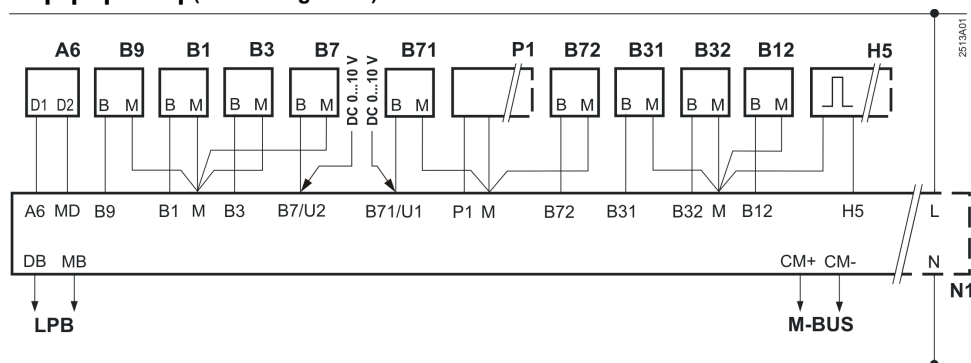 2513A01
A6 B9 B1 B3 B7 DC 0...10 V DC 0...10 V B71 P1 B72 B31 B32 B12 H5
D1 D2 B M B M B M B M B M B M B M B M B M
A6 MD B9 B1 M B3 B7/U2 B71/U1 P1 M B72 B31 B32 M B12 H5 L
DB MB CM+ CM- N
N1
LPB M-BUS